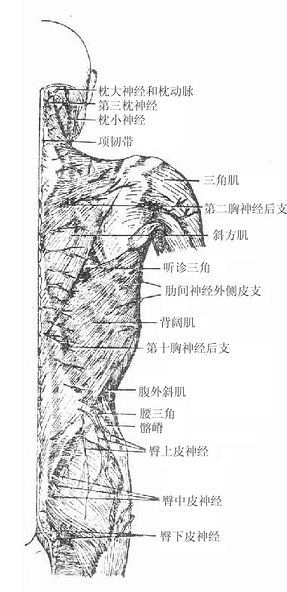 枕大神经和枕动脉
第三枕神经
枕小神经
项韧带
三角肌
第二胸神经后支
斜方肌
听诊三角
肋间神经外侧皮支
背阔肌
第十胸神经后支
腹外斜肌
腰三角
髂嵴
臀上皮神经
臀中皮神经
臀下皮神经